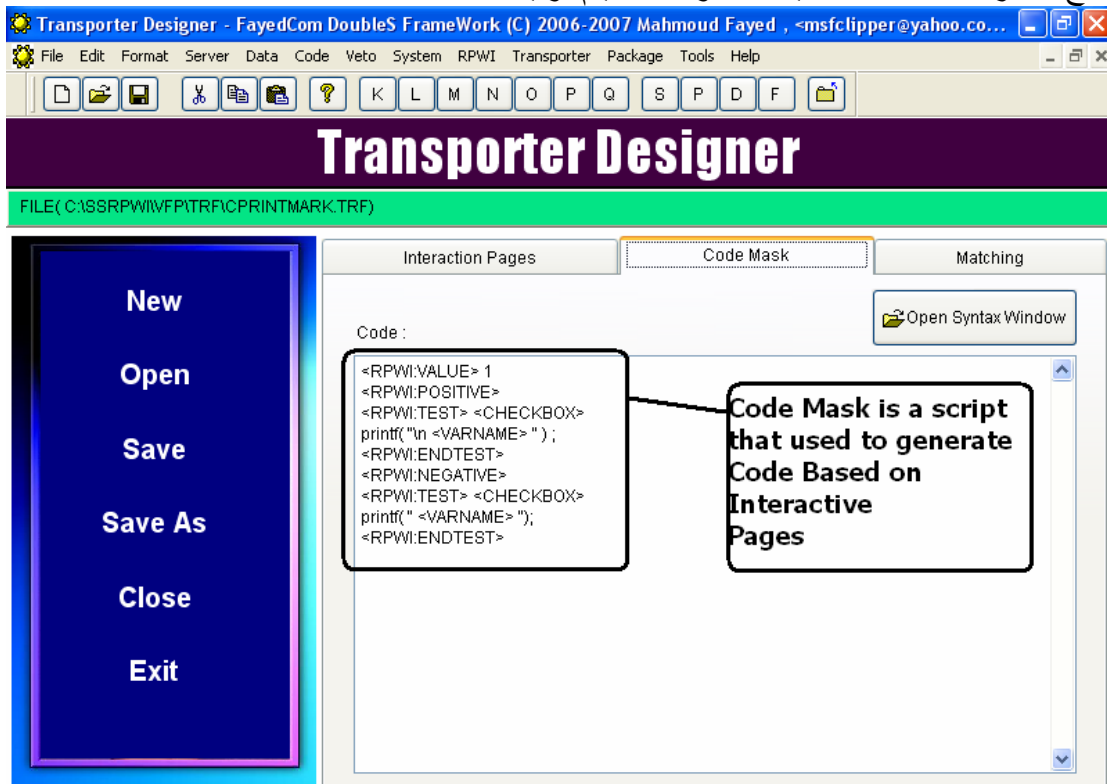 Transporter Designer - FayedCom DoubleS FrameWork (C) 2006-2007 Mahmoud Fayed , <msfclipper@yahoo.co...
File Edit Format Server Data Code Veto System RPWI Transporter Package Tools Help
K L M N O P Q S P D F
Transporter Designer
FILE( C:\SSRPWI\VFP\TRF\CPRINTMARK.TRF)
Interaction Pages Code Mask Matching
New
Open
Save
Save As
Close
Exit
Open Syntax Window
Code :
<RPWI:VALUE> 1
<RPWI:POSITIVE>
<RPWI:TEST> <CHECKBOX>
printf( "\n <VARNAME> " ) ;
<RPWI:ENDTEST>
<RPWI:NEGATIVE>
<RPWI:TEST> <CHECKBOX>
printf( " <VARNAME> ");
<RPWI:ENDTEST>
Code Mask is a script
that used to generate
Code Based on
Interactive
Pages